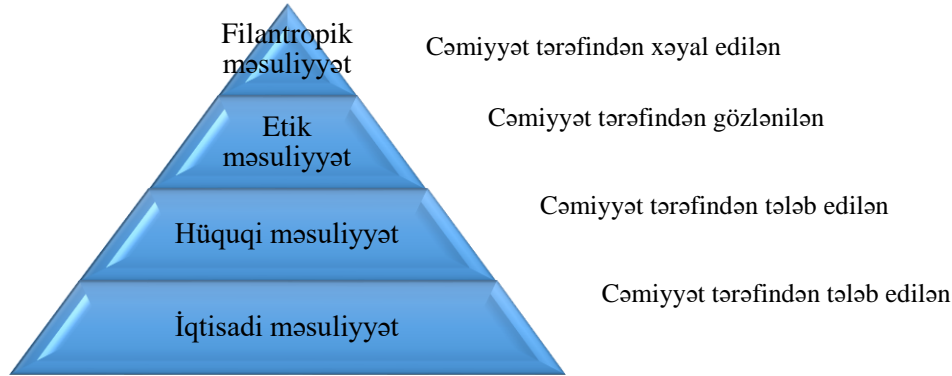 Filantropik
məsuliyyət
Cəmiyyət tərəfindən xəyal edilən
Etik
məsuliyyət
Cəmiyyət tərəfindən gözlənilən
Hüquqi məsuliyyət
Cəmiyyət tərəfindən tələb edilən
İqtisadi məsuliyyət
Cəmiyyət tərəfindən tələb edilən